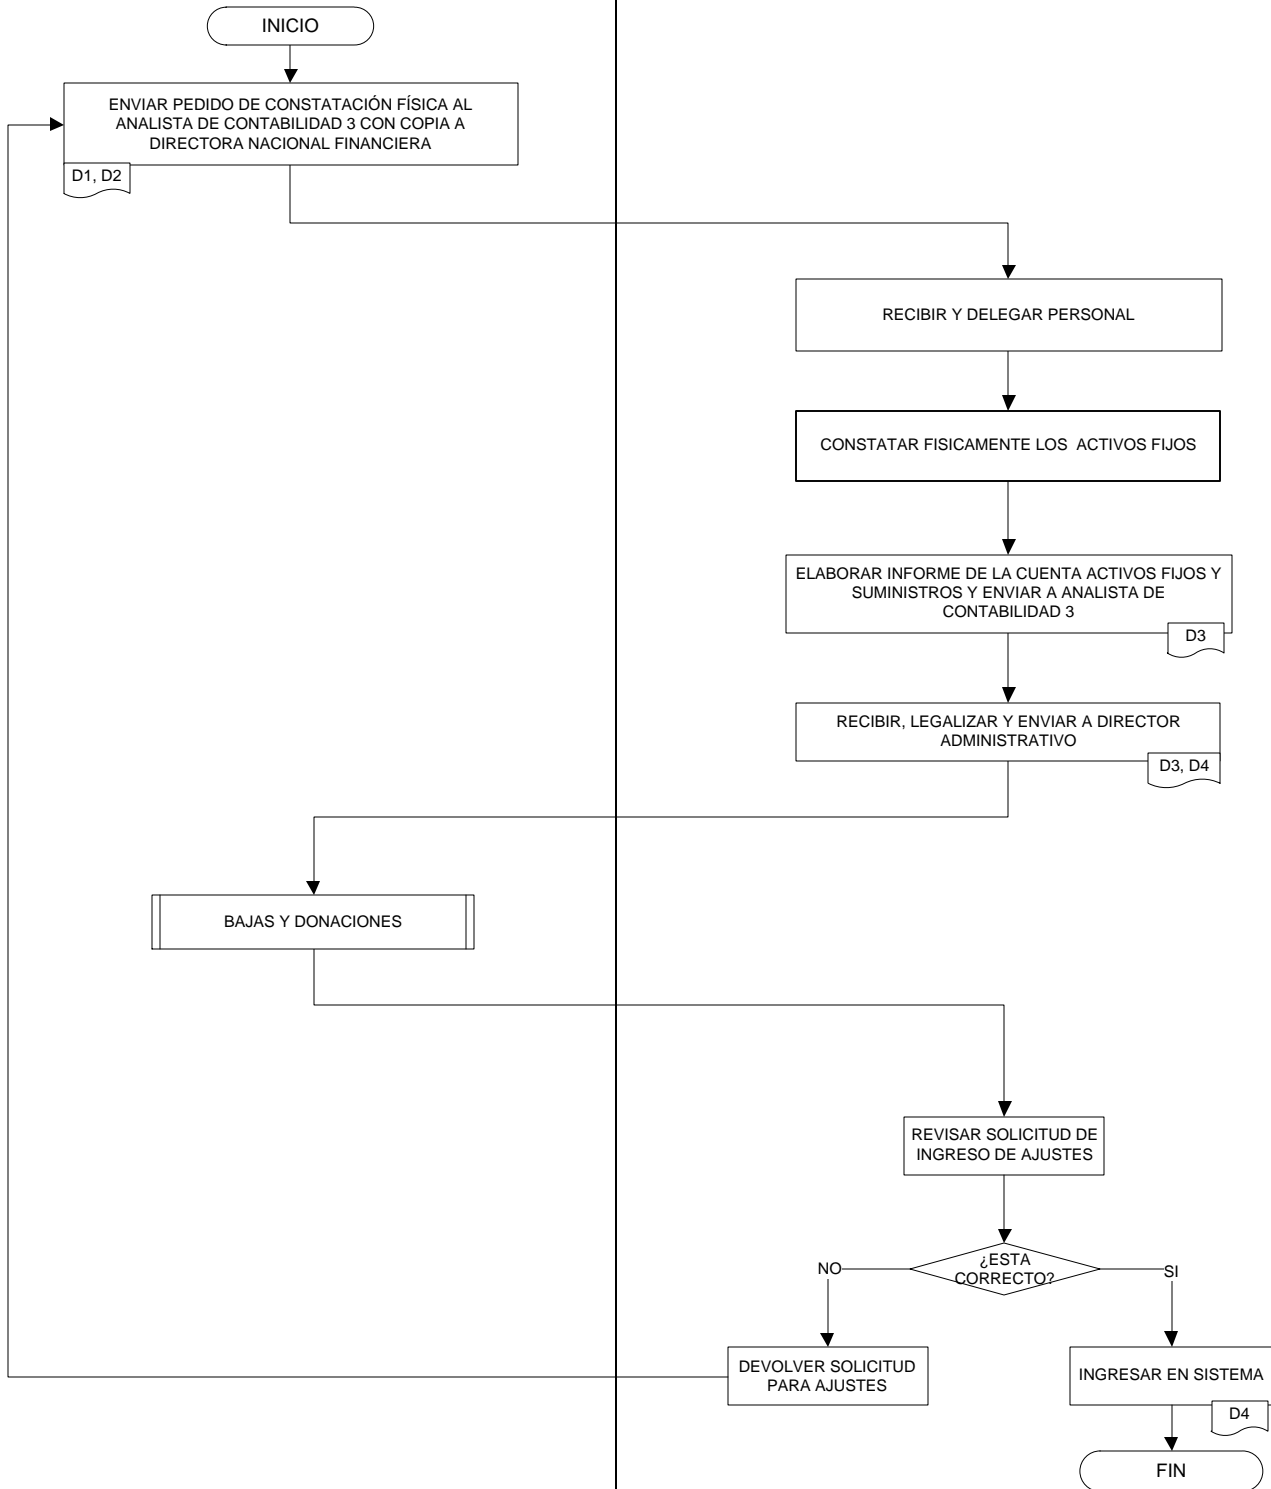 INICIO
ENVIAR PEDIDO DE CONSTATACIÓN FÍSICA AL
ANALISTA DE CONTABILIDAD 3 CON COPIA A
DIRECTORA NACIONAL FINANCIERA
D1, D2
RECIBIR Y DELEGAR PERSONAL
CONSTATAR FISICAMENTE LOS ACTIVOS FIJOS
ELABORAR INFORME DE LA CUENTA ACTIVOS FIJOS Y
SUMINISTROS Y ENVIAR A ANALISTA DE
CONTABILIDAD 3
D3
RECIBIR, LEGALIZAR Y ENVIAR A DIRECTOR
ADMINISTRATIVO
D3, D4
BAJAS Y DONACIONES
REVISAR SOLICITUD DE
INGRESO DE AJUSTES
¿ESTA
CORRECTO?
NO
SI
DEVOLVER SOLICITUD
PARA AJUSTES
INGRESAR EN SISTEMA
D4
FIN